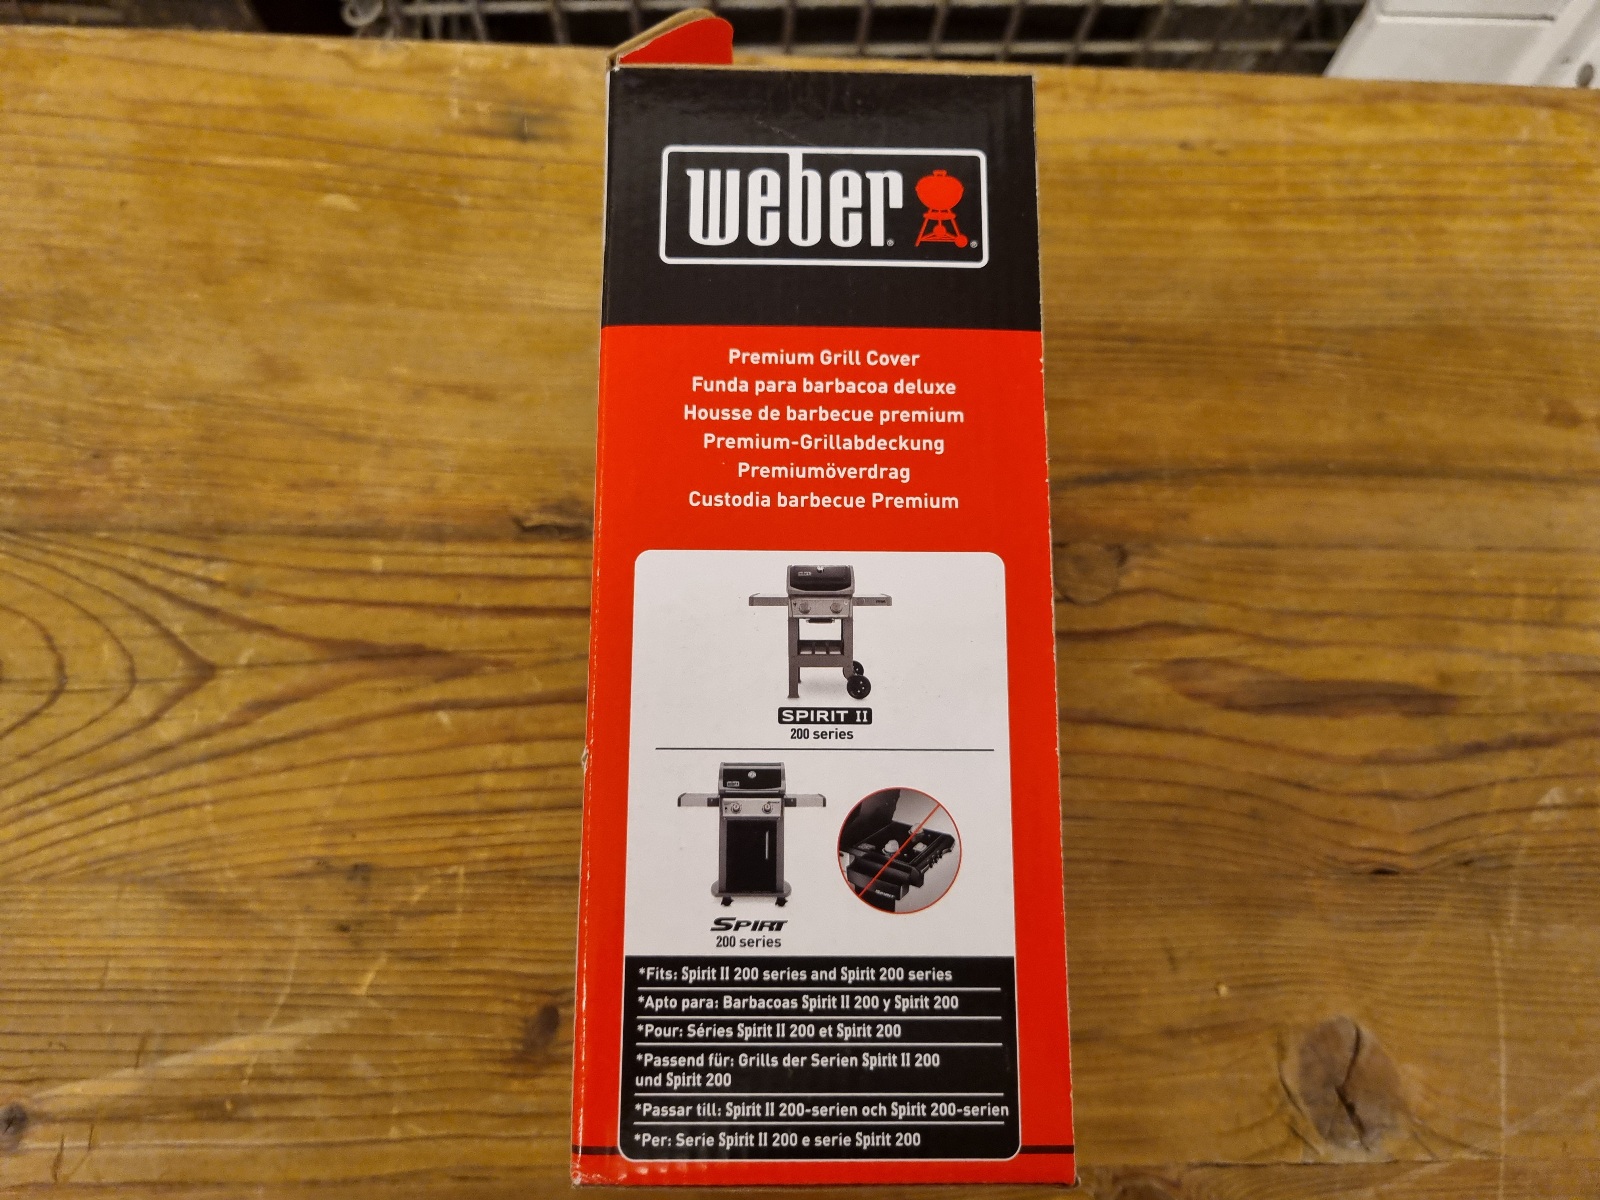 weber
Premium Grill Cover
Funda para barbacoa deluxe
Housse de barbecue premium
Premium-Grillabdeckung
Premiumöverdrag
Custodia barbecue Premium
SPIRIT II
200 series
SPIRIT
200 series
*Fits: Spirit II 200 series and Spirit 200 series
*Apto para: Barbacoas Spirit II 200 y Spirit 200
*Pour: Séries Spirit II 200 et Spirit 200
*Passend für: Grills der Serien Spirit II 200
und Spirit 200
*Passar till: Spirit II 200-serien och Spirit 200-serien
*Per: Serie Spirit II 200 e serie Spirit 200